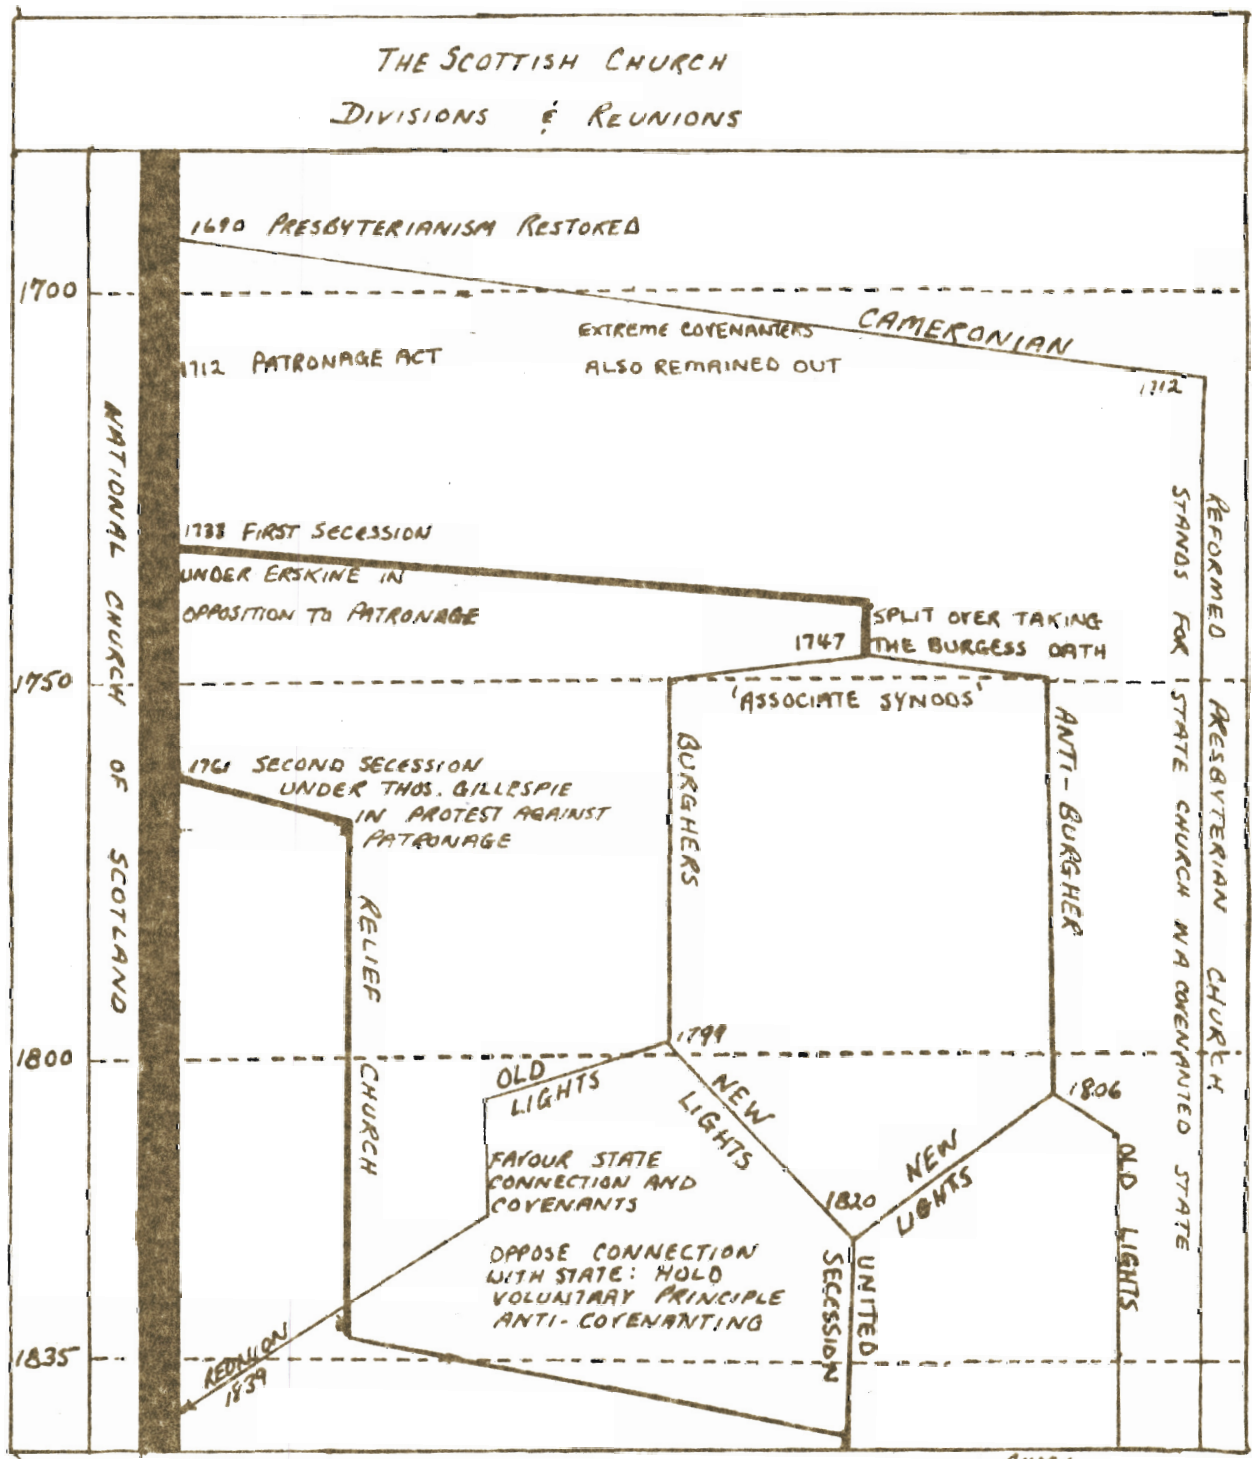 THE SCOTTISH CHURCH
DIVISIONS & REUNIONS
1690 PRESBYTERIANISM RESTORED
1700
EXTREME COVENANTERS
ALSO REMAINED OUT
CAMERONIAN
1712 PATRONAGE ACT
1712
NATIONAL CHURCH OF SCOTLAND
REFORMED PRESBYTERIAN CHURCH
STANDS FOR STATE CHURCH IN A COVENANTED STATE
1733 FIRST SECESSION
UNDER ERSKINE IN
OPPOSITION TO PATRONAGE
1747
SPLIT OVER TAKING
THE BURGESS OATH
1750
'ASSOCIATE SYNODS'
BURGHERS
ANTI-BURGHER
1761 SECOND SECESSION
UNDER THOS. GILLESPIE
IN PROTEST AGAINST
PATRONAGE
RELIEF CHURCH
1799
1800
OLD
LIGHTS
NEW
LIGHTS
1806
NEW
LIGHTS
OLD LIGHTS
FAVOUR STATE
CONNECTION AND
COVENANTS
1820
OPPOSE CONNECTION
WITH STATE: HOLD
VOLUNTARY PRINCIPLE
ANTI-COVENANTING
UNITED
SECESSION
1835
REUNION
1839